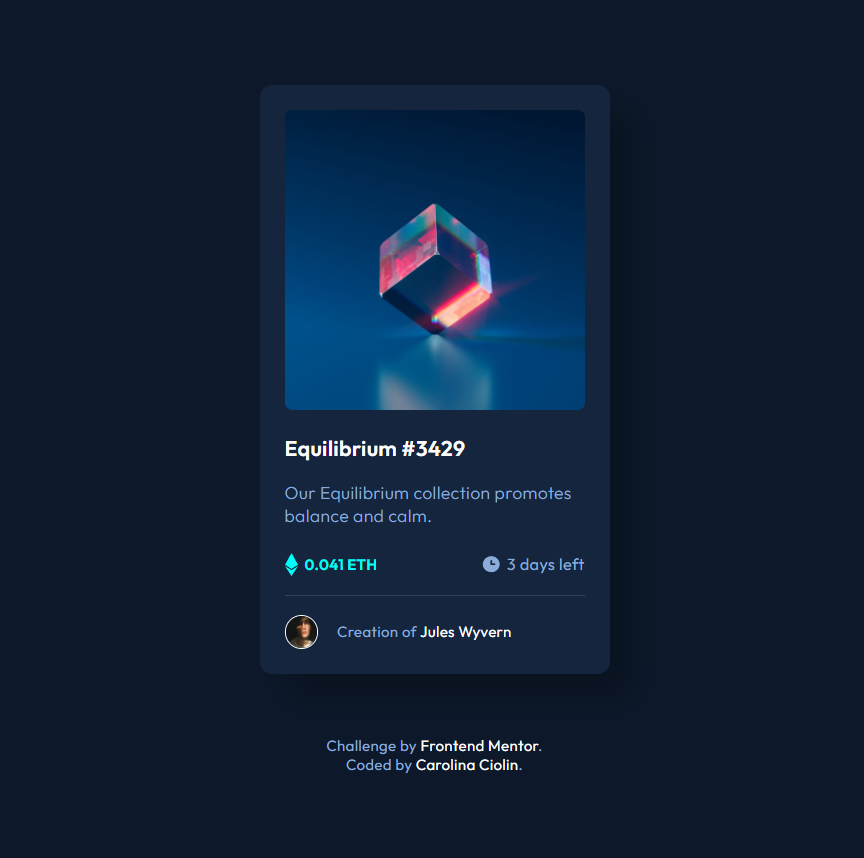 Equilibrium #3429
Our Equilibrium collection promotes
balance and calm.
0.041 ETH
3 days left
Creation of Jules Wyvern
Challenge by Frontend Mentor.
Coded by Carolina Ciolin.